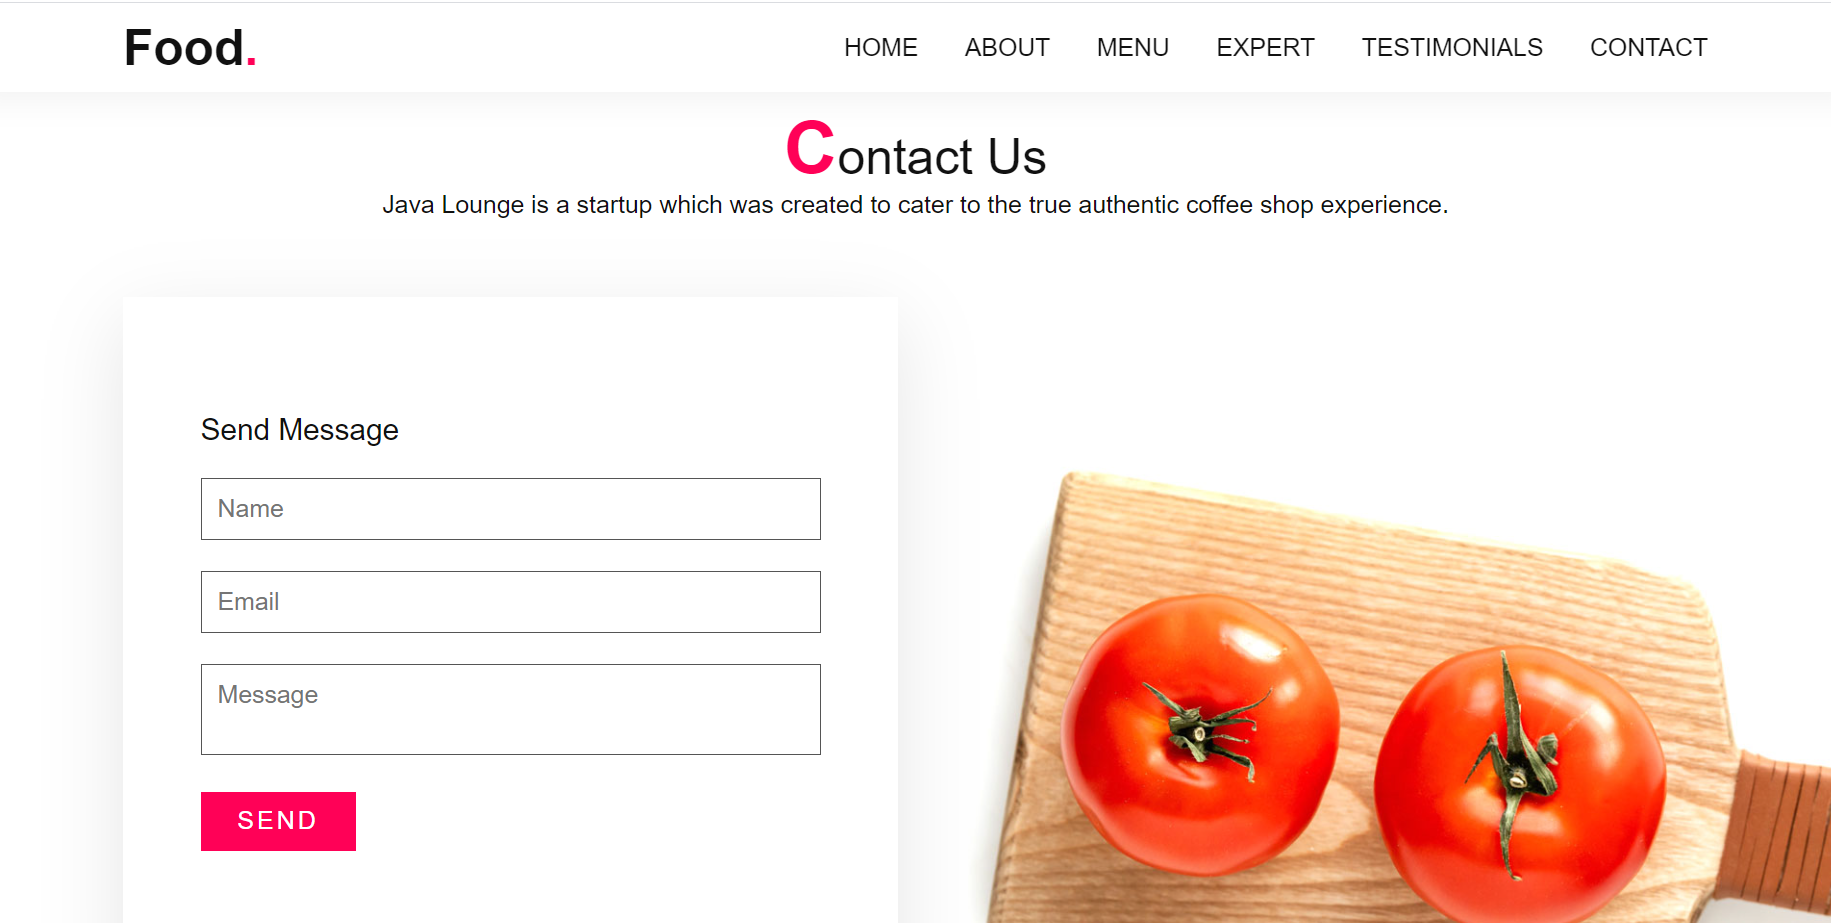 Food.
HOME ABOUT MENU EXPERT TESTIMONIALS CONTACT
Contact Us
Java Lounge is a startup which was created to cater to the true authentic coffee shop experience.
Send Message
Name
Email
Message
SEND